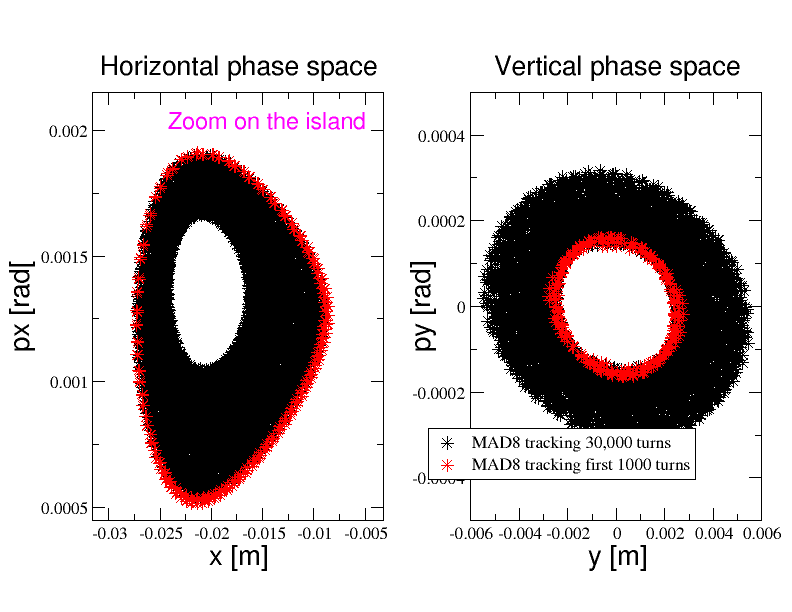 Horizontal phase space
Vertical phase space
Zoom on the island
0.002
0.0015
0.001
0.0005
px [rad[
-0.03 -0.025 -0.02 -0.015 -0.01 -0.005
x [m]
0.0004
0.0002
0
-0.0002
py [rad]
MAD8 tracking 30,000 turns
MAD8 tracking first 1000 turns
-0.006 -0.004 -0.002 0 0.002 0.004 0.006
y [m]